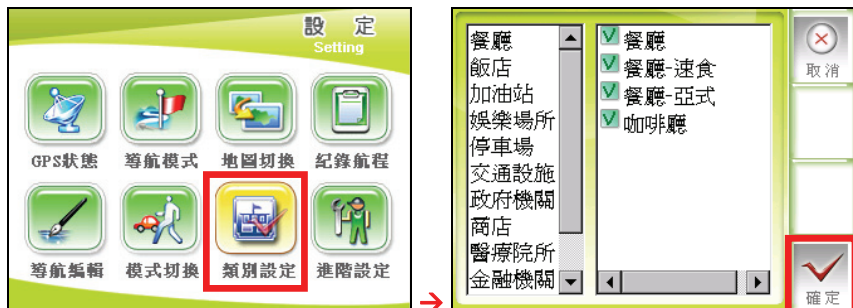 設 定
Setting
GPS狀態 導航模式 地圖切換 紀錄航程
導航編輯 模式切換 類別設定 進階設定
→
餐廳
飯店
加油站
娛樂場所
停車場
交通設施
政府機關
商店
醫療院所
金融機關
餐廳
餐廳-速食
餐廳-亞式
咖啡廳
取消
確定